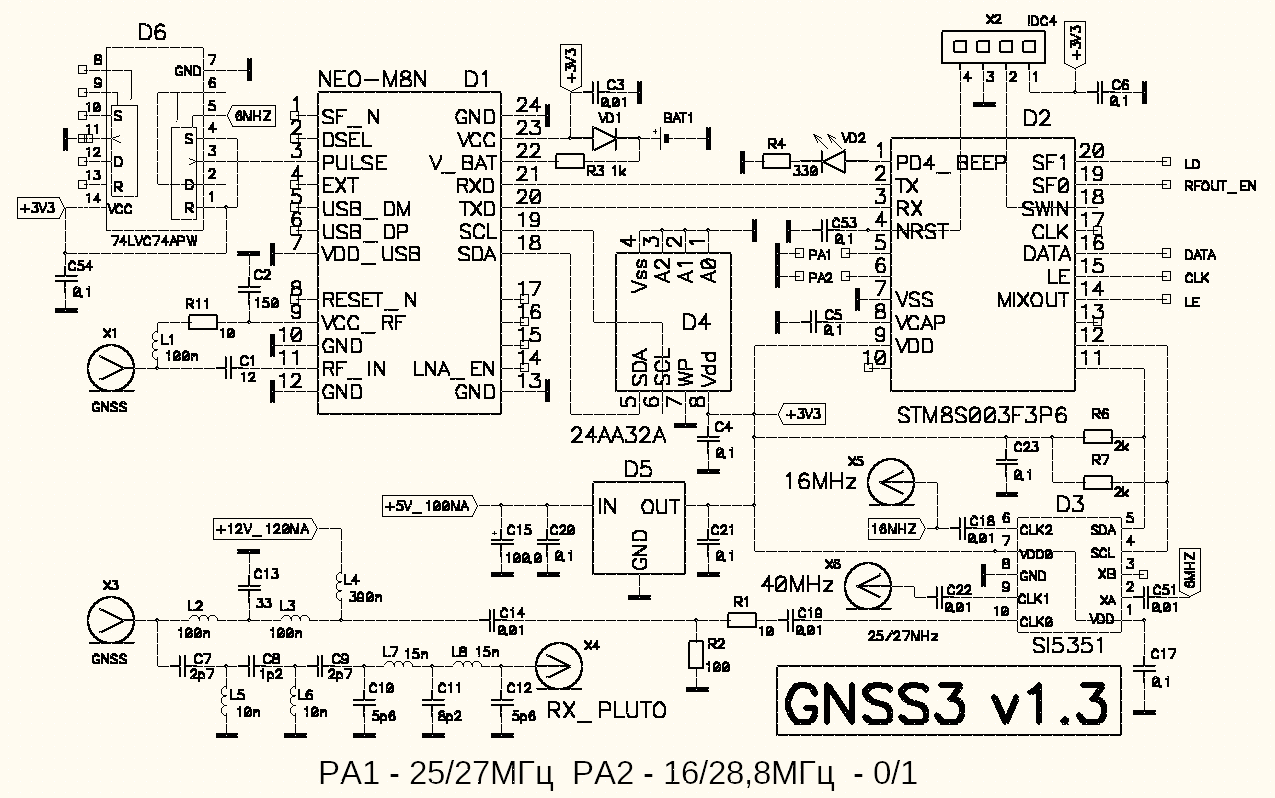 D6
8
9
10 S
11 <
12 D
13 R
14 VCC
GND 7
6
5
S 4
> 3
D 2
R 1
6MHZ
+3V3
74LVC74APW
C54
0,1
C2
150
R11
10
L1
100n
X1
GNSS
C1
12
NEO-M8N D1
1 SF_N GND 24
2 DSEL VCC 23
3 PULSE V_BAT 22
4 EXT RXD 21
5 USB_DM TXD 20
6 USB_DP SCL 19
7 VDD_USB SDA 18
8 RESET_N 17
9 VCC_RF 16
10 GND 15
11 RF_IN LNA_EN 14
12 GND GND 13
+3V3
C3
0,01
VD1
BAT1
R3 1k
X2 IDC4
4 3 2 1
+3V3
C6
0,1
R4
330
VD2
D2
1 PD4_BEEP SF1 20
2 TX SF0 19
3 RX SWIN 18
4 NRST CLK 17
5 DATA 16
6 LE 15
7 VSS MIXOUT 14
8 VCAP 13
9 VDD 12
10 11
STM8S003F3P6
LD
RFOUT_EN
DATA
CLK
LE
C53
0,1
PA1
PA2
C5
0,1
4 3 2 1
Vss A2 A1 A0
D4
SDA SCL WP Vdd
5 6 7 8
24AA32A
C4
0,1
+3V3
R6
2k
R7
2k
C23
0,1
X5
16MHz
16MHZ
C18
0,01
D3
6 CLK2 SDA 5
7 VDD0 SCL 4
8 GND XB 3
9 CLK1 XA 2
10 CLK0 VDD 1
SI5351
6MHZ
C51
0,01
C17
0,1
X6
40MHz
C22
0,01
25/27MHz
D5
IN OUT
GND
+5V_100MA
C15
100,0
C20
0,1
C21
0,1
+12V_120MA
C13
33
L4
390n
X3
GNSS
L2
100n
L3
100n
C14
0,01
R1
10
C19
0,01
R2
100
C7
2p7
C8
1p2
C9
2p7
L5
10n
L6
10n
L7 15n
L8 15n
C10
5p6
C11
8p2
C12
5p6
X4
RX_PLUTO
GNSS3 v1.3
PA1 - 25/27МГц PA2 - 16/28,8МГц - 0/1